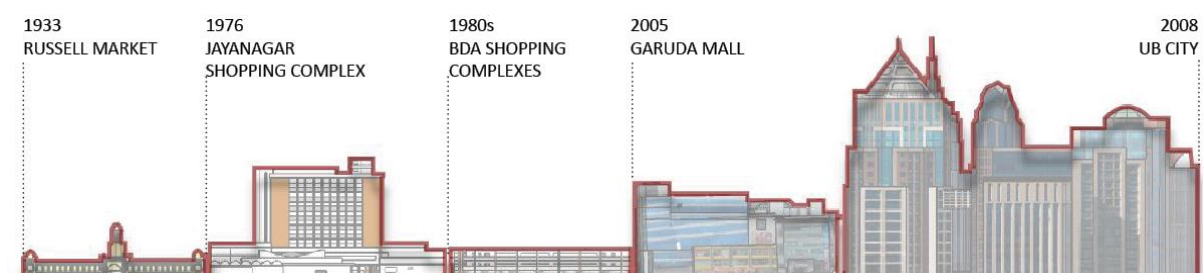 1933
RUSSELL MARKET
1976
JAYANAGAR
SHOPPING COMPLEX
1980s
BDA SHOPPING
COMPLEXES
2005
GARUDA MALL
2008
UB CITY